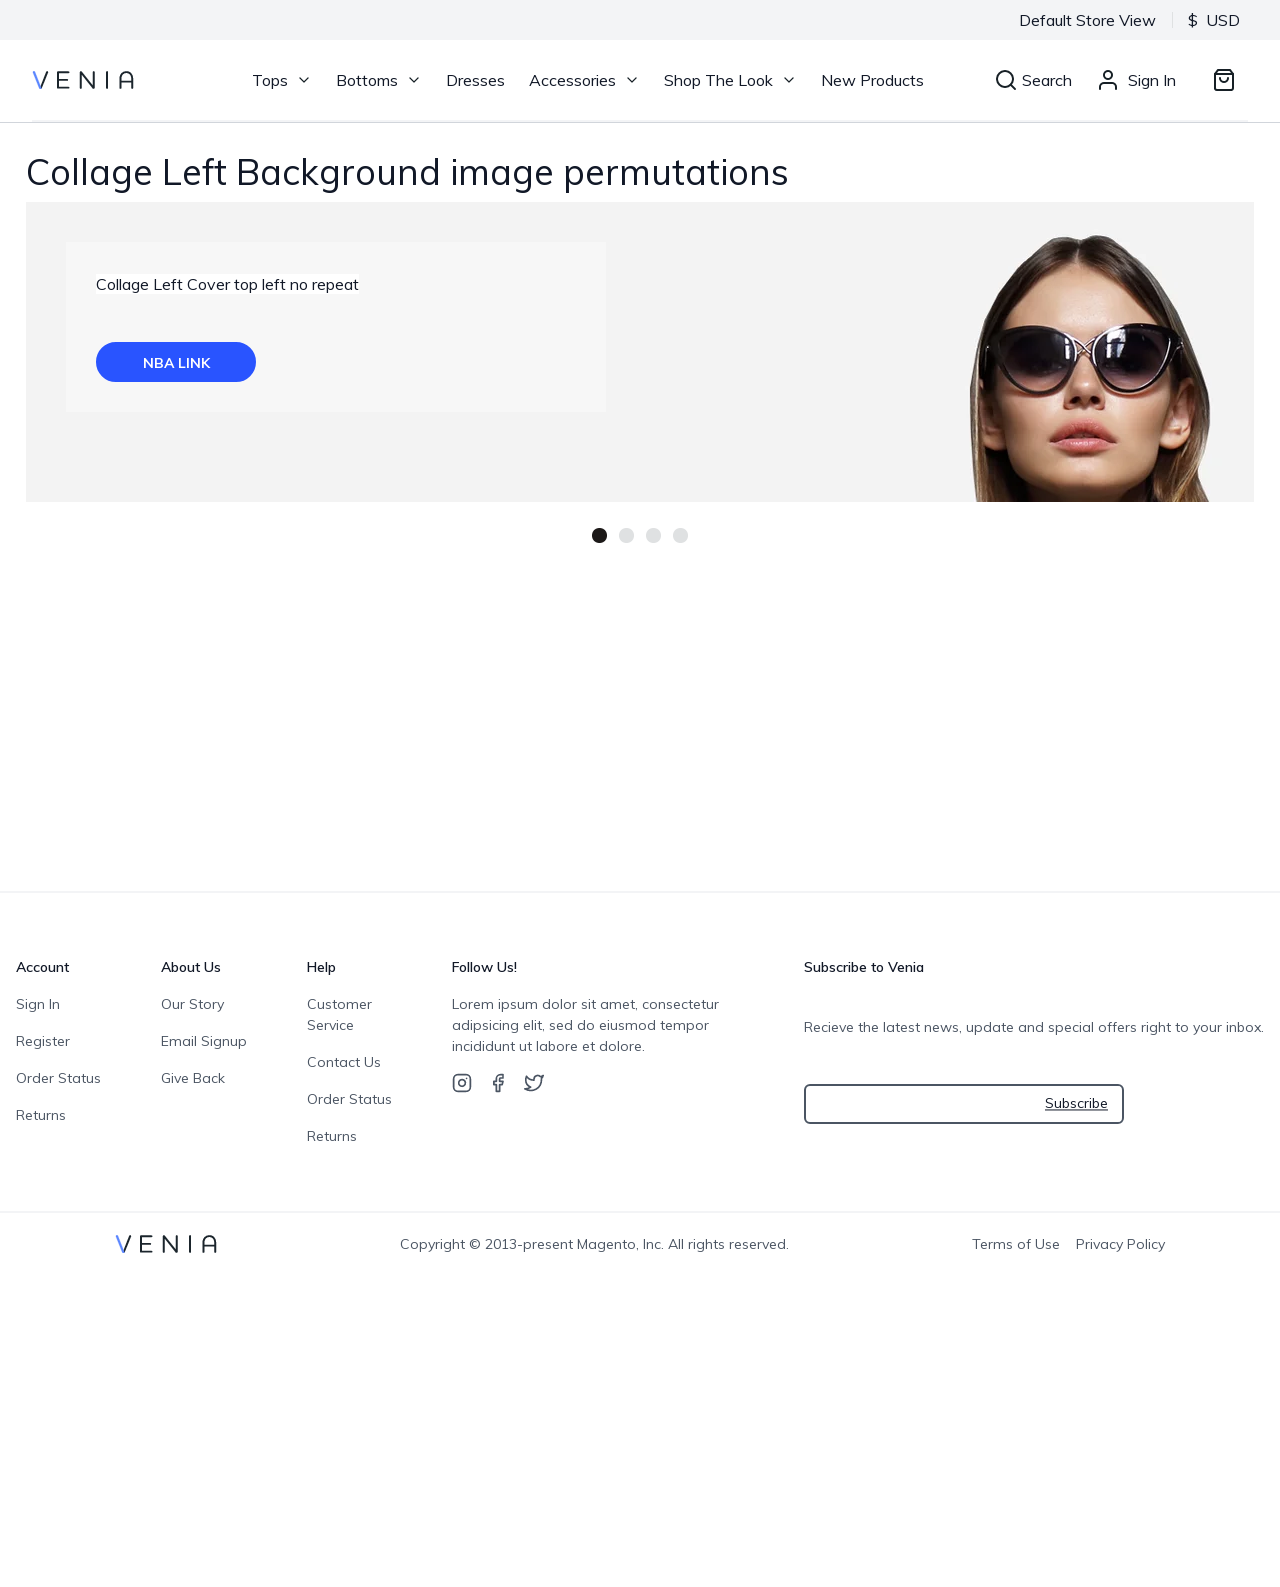 Default Store View $ USD
VENIA Tops Bottoms Dresses Accessories Shop The Look New Products Search Sign In
Collage Left Background image permutations
Collage Left Cover top left no repeat
NBA LINK
Account
Sign In
Register
Order Status
Returns
About Us
Our Story
Email Signup
Give Back
Help
Customer
Service
Contact Us
Order Status
Returns
Follow Us!
Lorem ipsum dolor sit amet, consectetur
adipsicing elit, sed do eiusmod tempor
incididunt ut labore et dolore.
Subscribe to Venia
Recieve the latest news, update and special offers right to your inbox.
Subscribe
VENIA Copyright © 2013-present Magento, Inc. All rights reserved. Terms of Use Privacy Policy